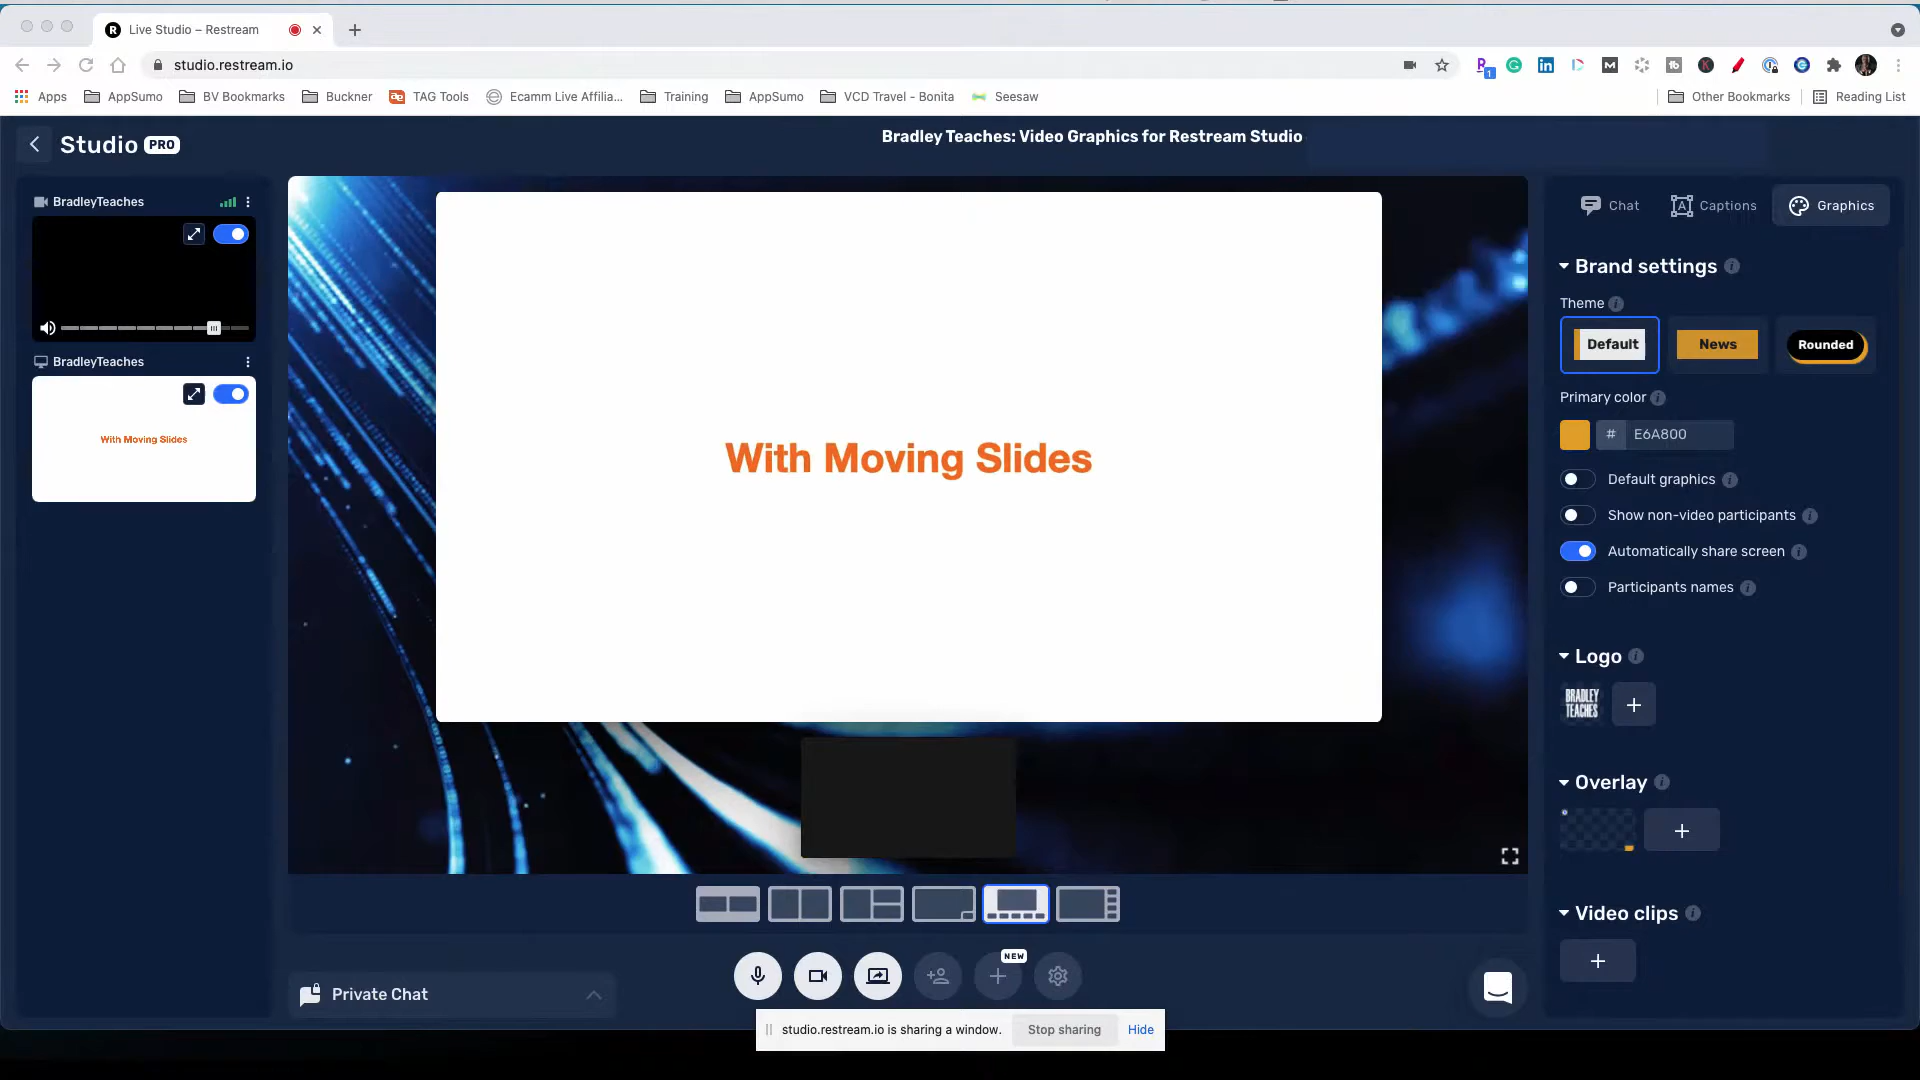 Live Studio – Restream
studio.restream.io
1
Apps
AppSumo
BV Bookmarks
Buckner
TAG Tools
Ecamm Live Affilia...
Training
AppSumo
VCD Travel - Bonita
Seesaw
Other Bookmarks
Reading List
Studio PRO
Bradley Teaches: Video Graphics for Restream Studio
BradleyTeaches
BradleyTeaches
With Moving Slides
With Moving Slides
Chat
Captions
Graphics
Brand settings
Theme
Default
News
Rounded
Primary color
# E6A800
Default graphics
Show non-video participants
Automatically share screen
Participants names
Logo
BRADLEY
TEACHES
Overlay
Video clips
NEW
Private Chat
studio.restream.io is sharing a window.
Stop sharing
Hide